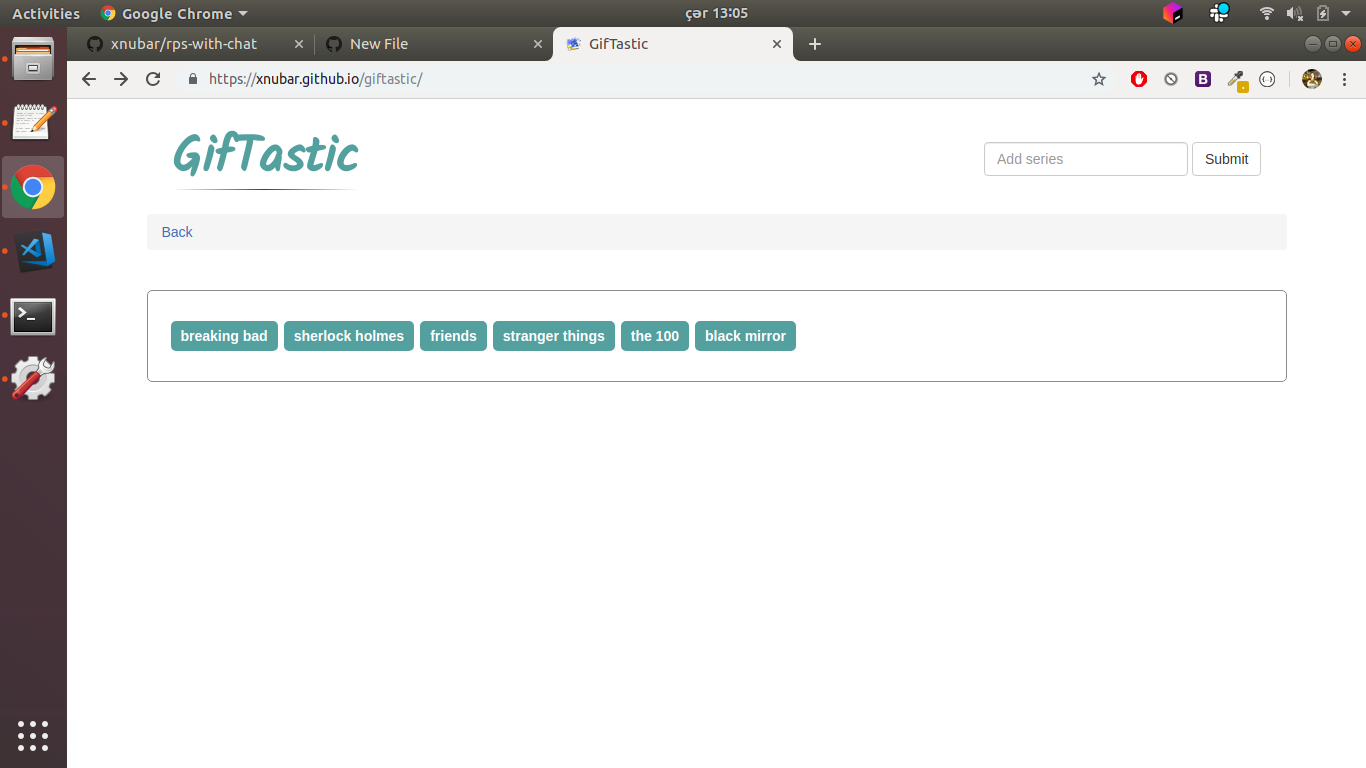 Activities Google Chrome çər 13:05
xnubar/rps-with-chat New File GifTastic
https://xnubar.github.io/giftastic/
GifTastic
Add series Submit
Back
breaking bad sherlock holmes friends stranger things the 100 black mirror